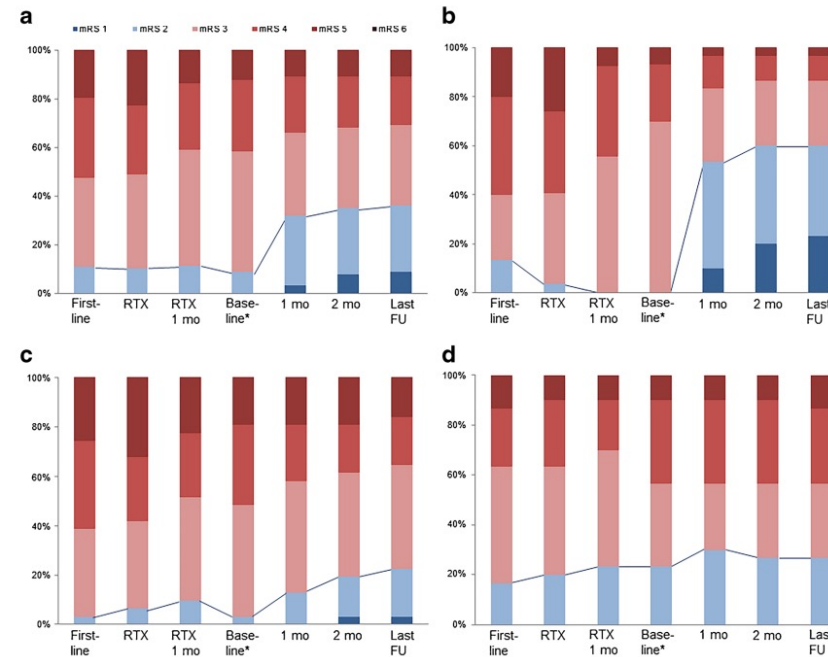 a
mRS 1 mRS 2 mRS 3 mRS 4 mRS 5 mRS 6
100%
80%
60%
40%
20%
0%
First-line RTX RTX 1 mo Base-line* 1 mo 2 mo Last FU
b
100%
80%
60%
40%
20%
0%
First-line RTX RTX 1 mo Base-line* 1 mo 2 mo Last FU
c
100%
80%
60%
40%
20%
0%
First-line RTX RTX 1 mo Base-line* 1 mo 2 mo Last FU
d
100%
80%
60%
40%
20%
0%
First-line RTX RTX 1 mo Base-line* 1 mo 2 mo Last FU